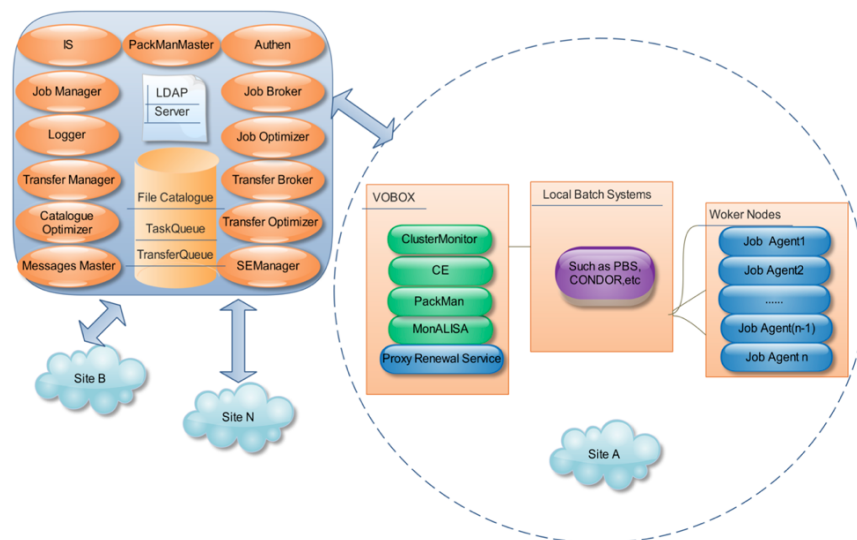 IS
PackManMaster
Authen
Job Manager
LDAP
Server
Job Broker
Logger
Job Optimizer
Transfer Manager
File Catalogue
Transfer Broker
Catalogue
Optimizer
TaskQueue
Transfer Optimizer
Messages Master
TransferQueue
SEManager
Site B
Site N
VOBOX
ClusterMonitor
CE
PackMan
MonALISA
Proxy Renewal Service
Local Batch Systems
Such as PBS,
CONDOR,etc
Woker Nodes
Job Agent1
Job Agent2
......
Job Agent(n-1)
Job Agent n
Site A